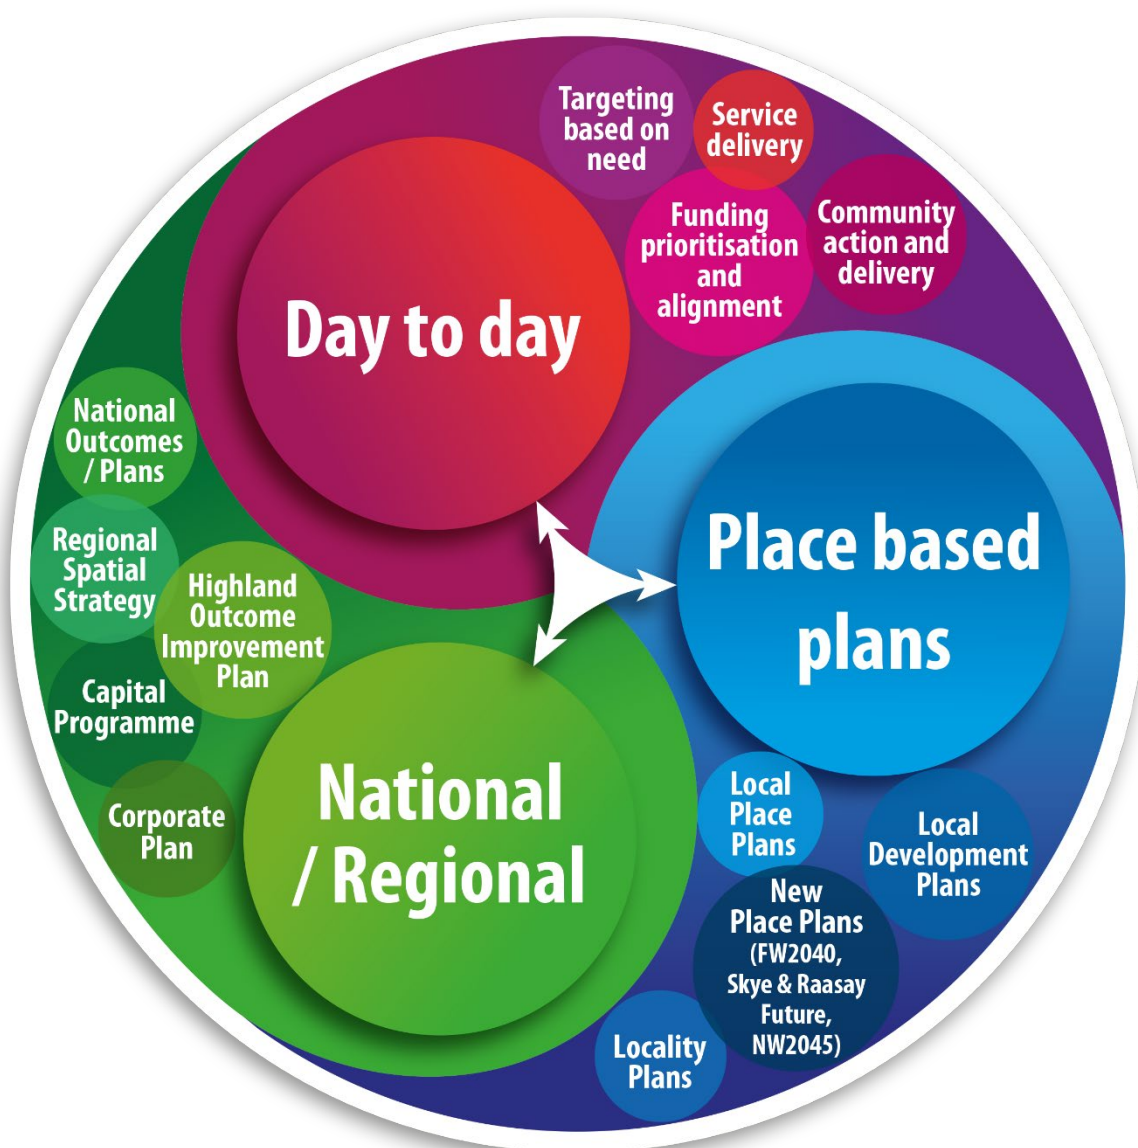 Targeting
based on
need
Service
delivery
Funding
prioritisation
and
alignment
Community
action and
delivery
Day to day
National
Outcomes
/ Plans
Regional
Spatial
Strategy
Highland
Outcome
Improvement
Plan
Capital
Programme
Corporate
Plan
National
/ Regional
Place based
plans
Local
Place
Plans
Local
Development
Plans
New
Place Plans
(FW2040,
Skye & Raasay
Future,
NW2045)
Locality
Plans